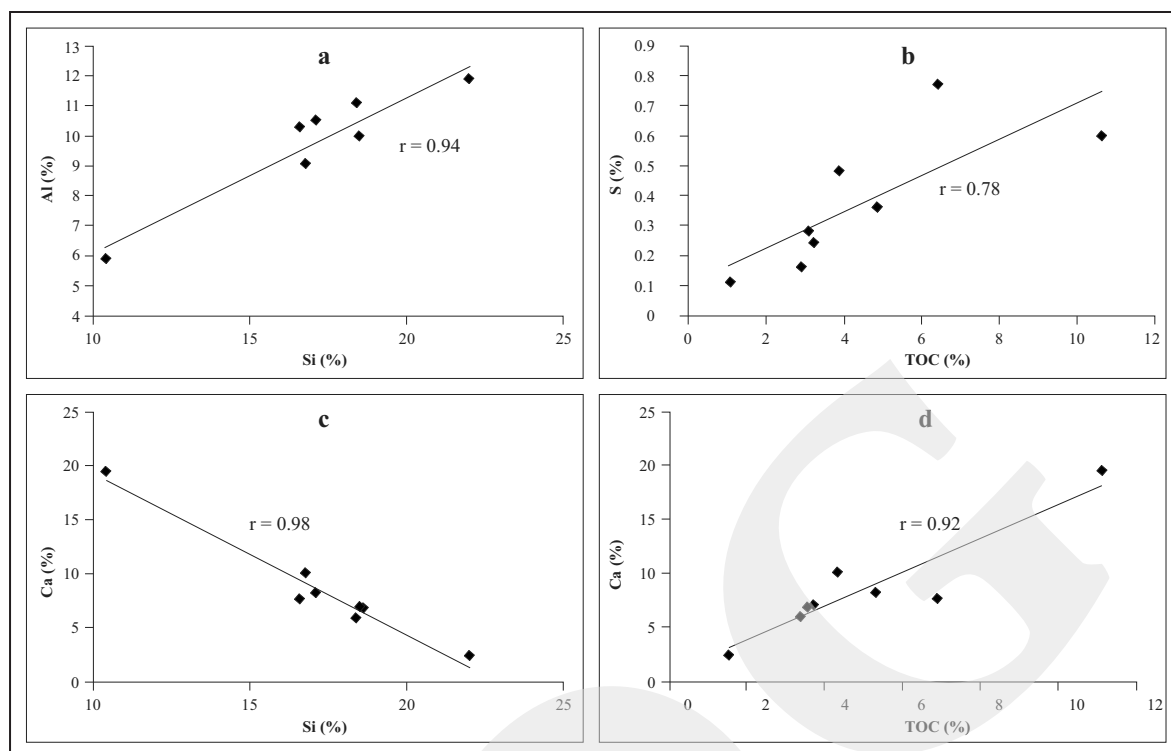 a
13
12
11
10
9
8
7
6
5
4
Al (%)
r = 0.94
10 15 20 25
Si (%)
b
0.9
0.8
0.7
0.6
0.5
0.4
0.3
0.2
0.1
0
S (%)
r = 0.78
0 2 4 6 8 10 12
TOC (%)
c
25
20
15
10
5
0
Ca (%)
r = 0.98
10 15 20 25
Si (%)
d
25
20
15
10
5
0
Ca (%)
r = 0.92
0 2 4 6 8 10 12
TOC (%)
G